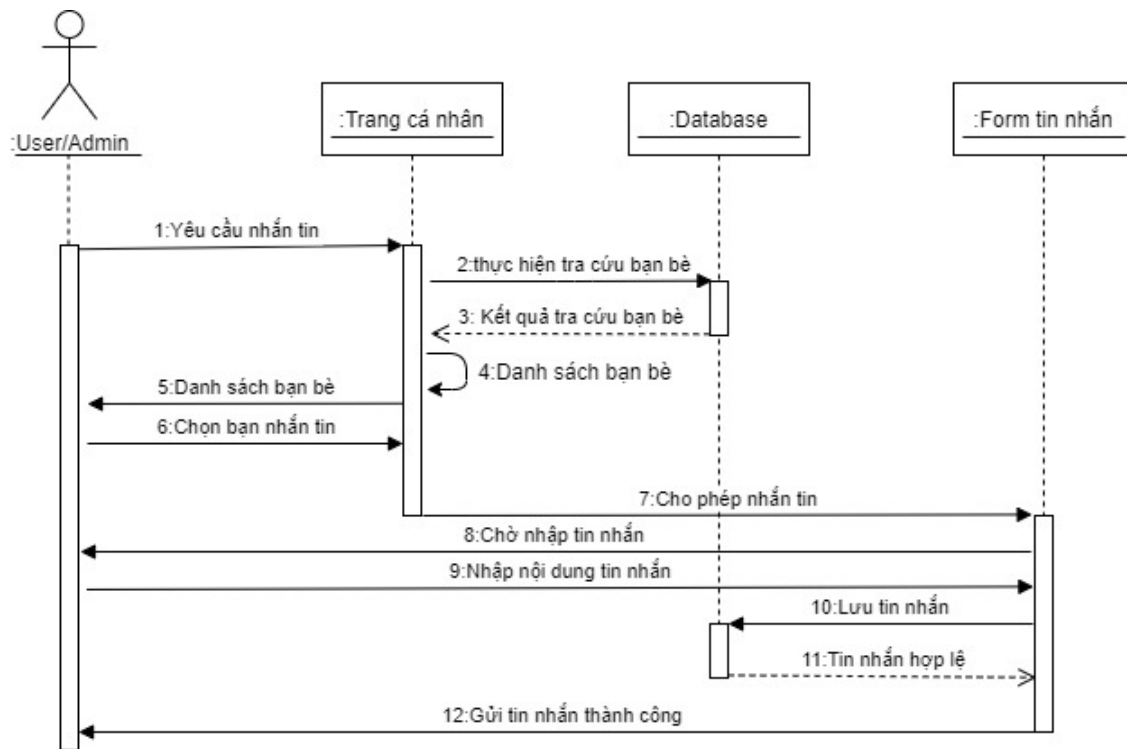 :User/Admin
:Trang cá nhân
:Database
:Form tin nhắn
1:Yêu cầu nhắn tin
2:thực hiện tra cứu bạn bè
3: Kết quả tra cứu bạn bè
4:Danh sách bạn bè
5:Danh sách bạn bè
6:Chọn bạn nhắn tin
7:Cho phép nhắn tin
8:Chờ nhập tin nhắn
9:Nhập nội dung tin nhắn
10:Lưu tin nhắn
11:Tin nhắn hợp lệ
12:Gửi tin nhắn thành công